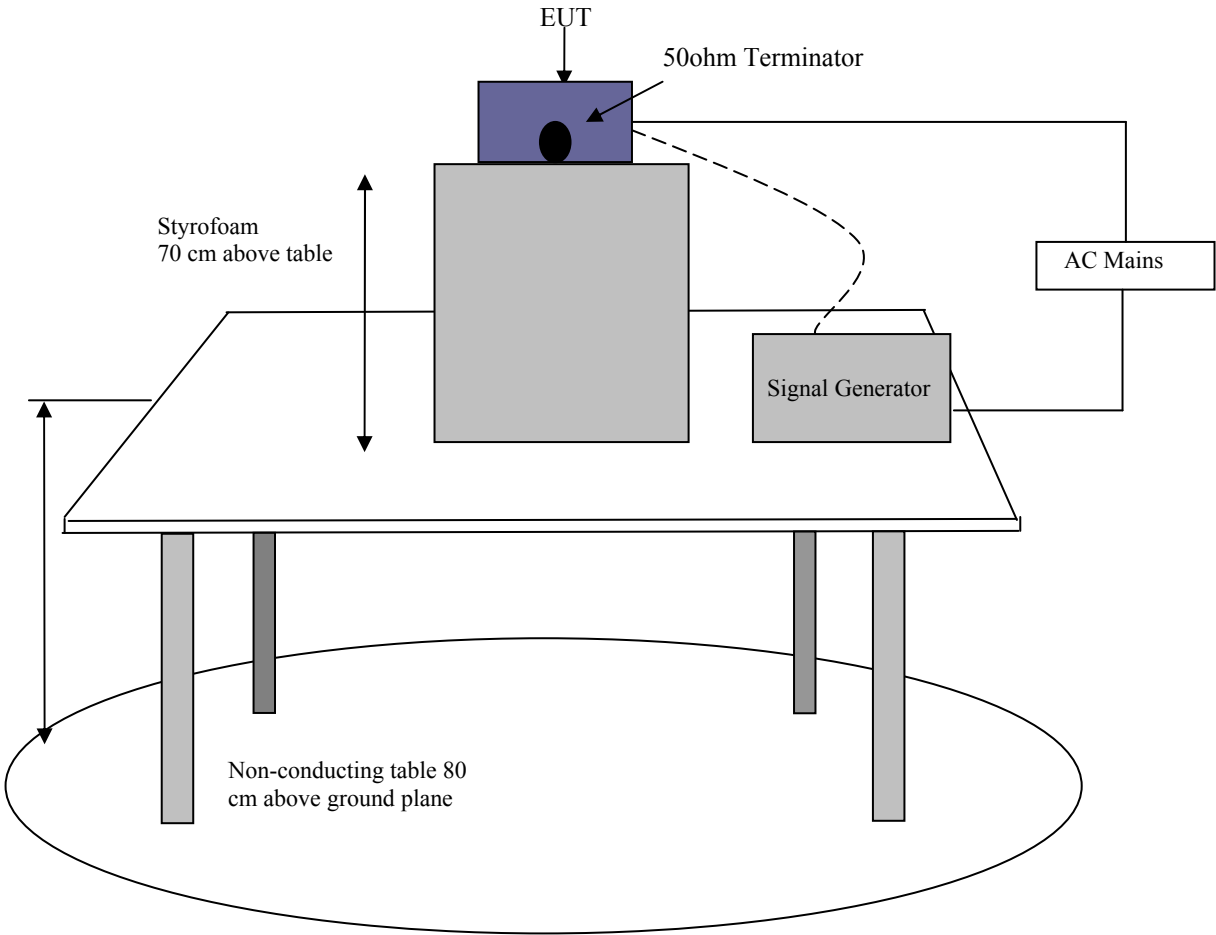 EUT
50ohm Terminator
Styrofoam
70 cm above table
AC Mains
Signal Generator
Non-conducting table 80
cm above ground plane